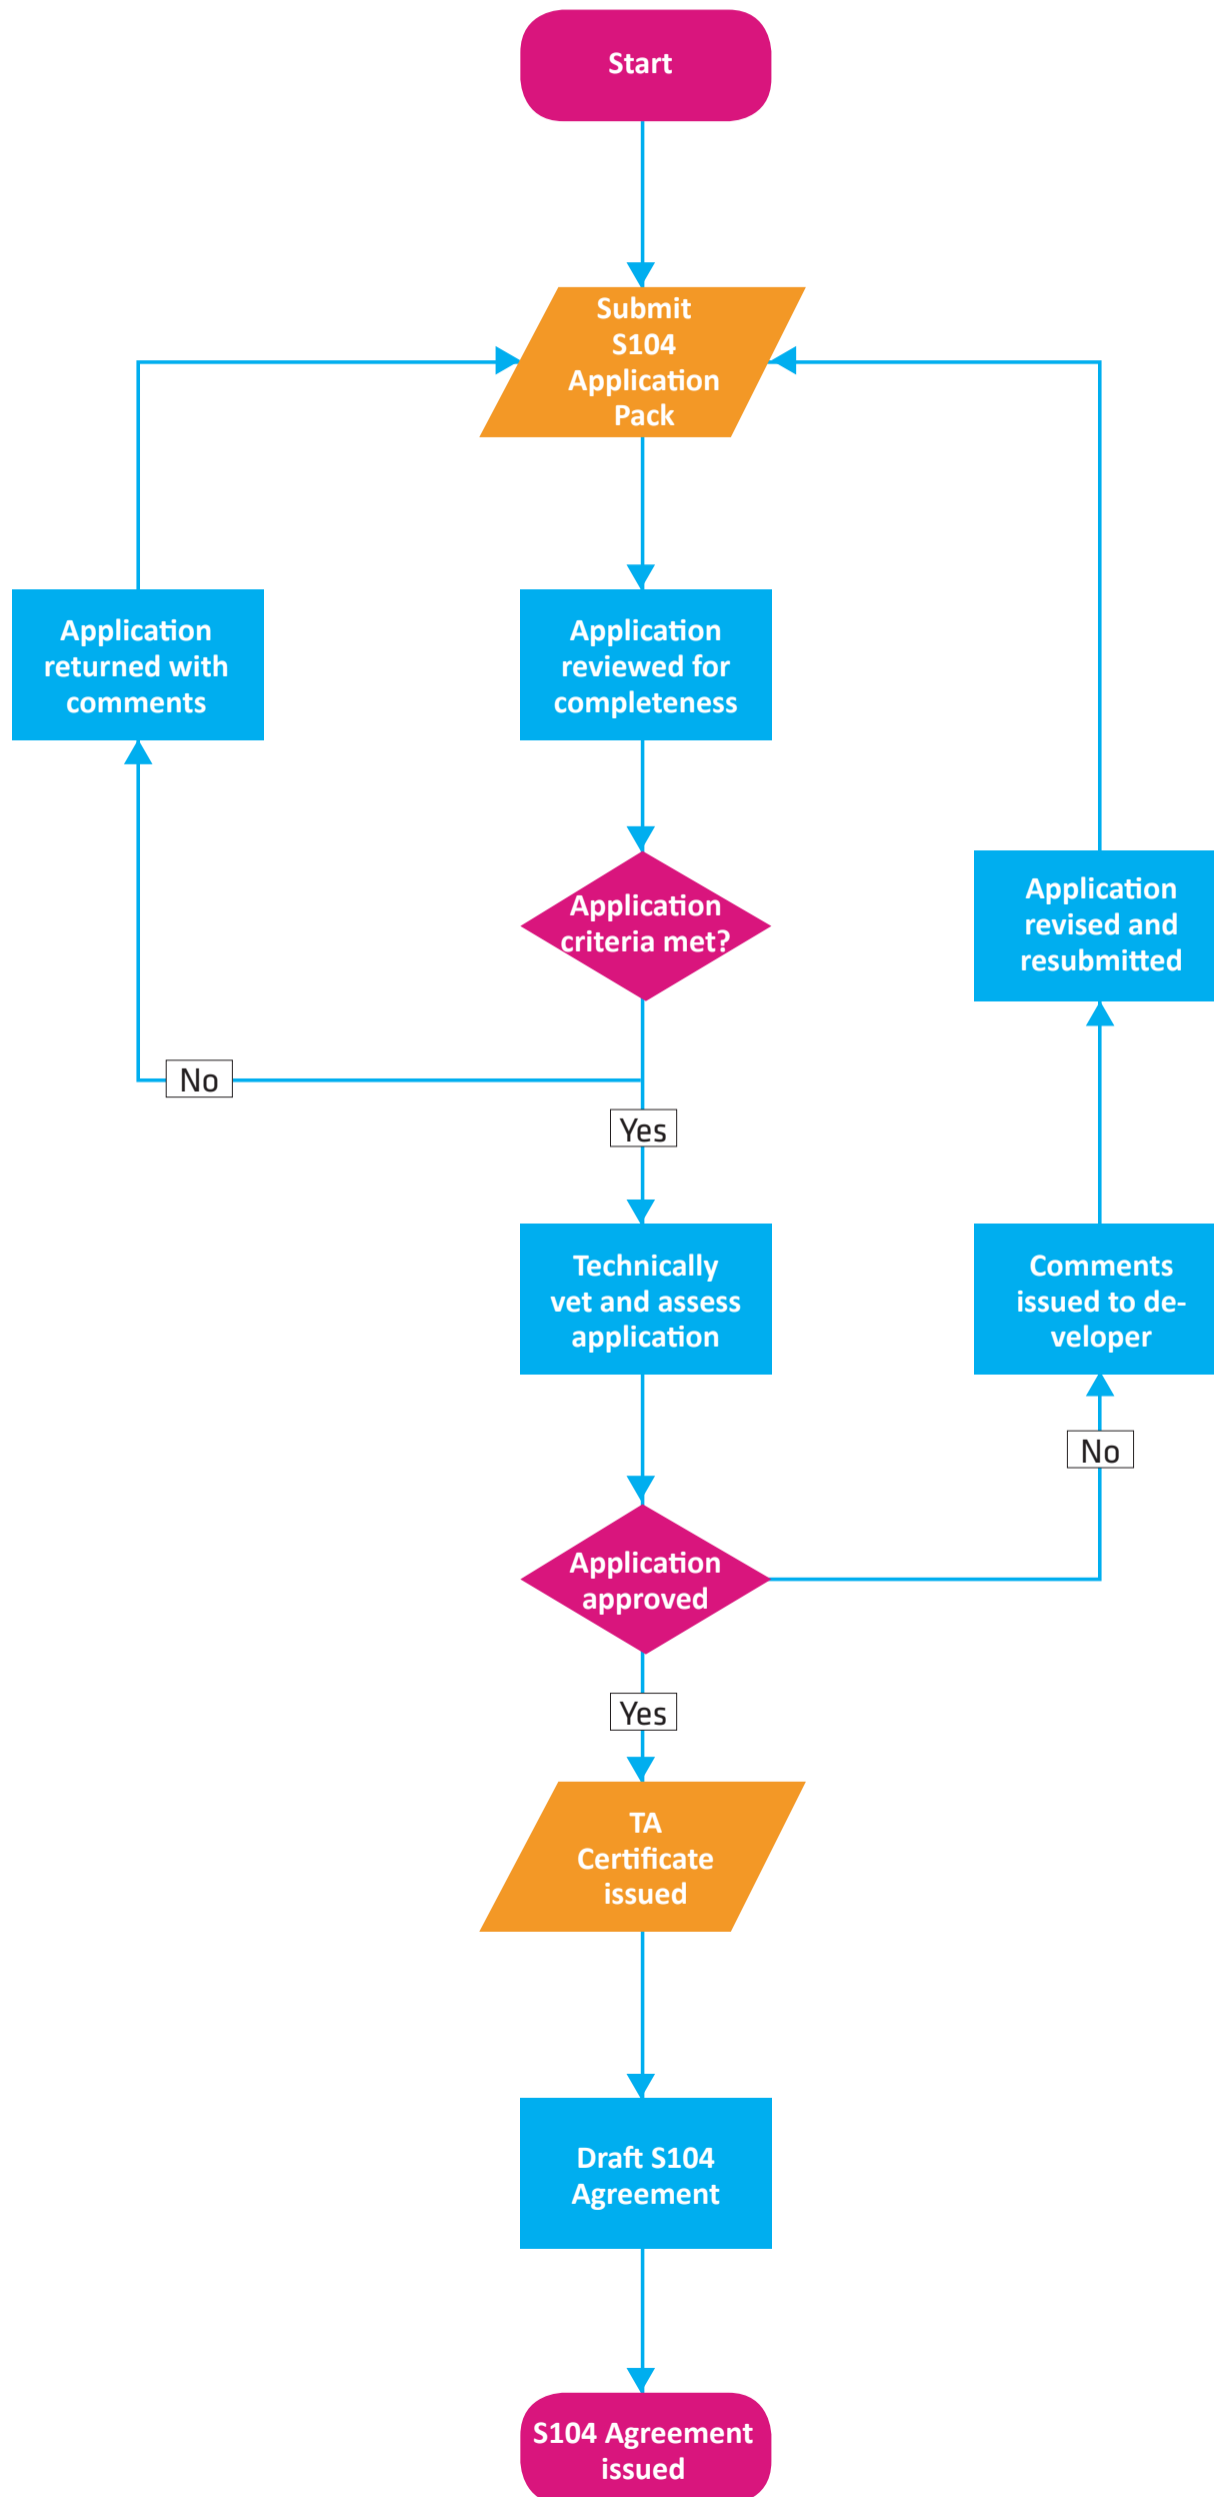 Start
Submit
S104
Application
Pack
Application
returned with
comments
Application
reviewed for
completeness
Application
criteria met?
Application
revised and
resubmitted
No
Yes
Technically
vet and assess
application
Comments
issued to de-
veloper
No
Application
approved
Yes
TA
Certificate
issued
Draft S104
Agreement
S104 Agreement
issued